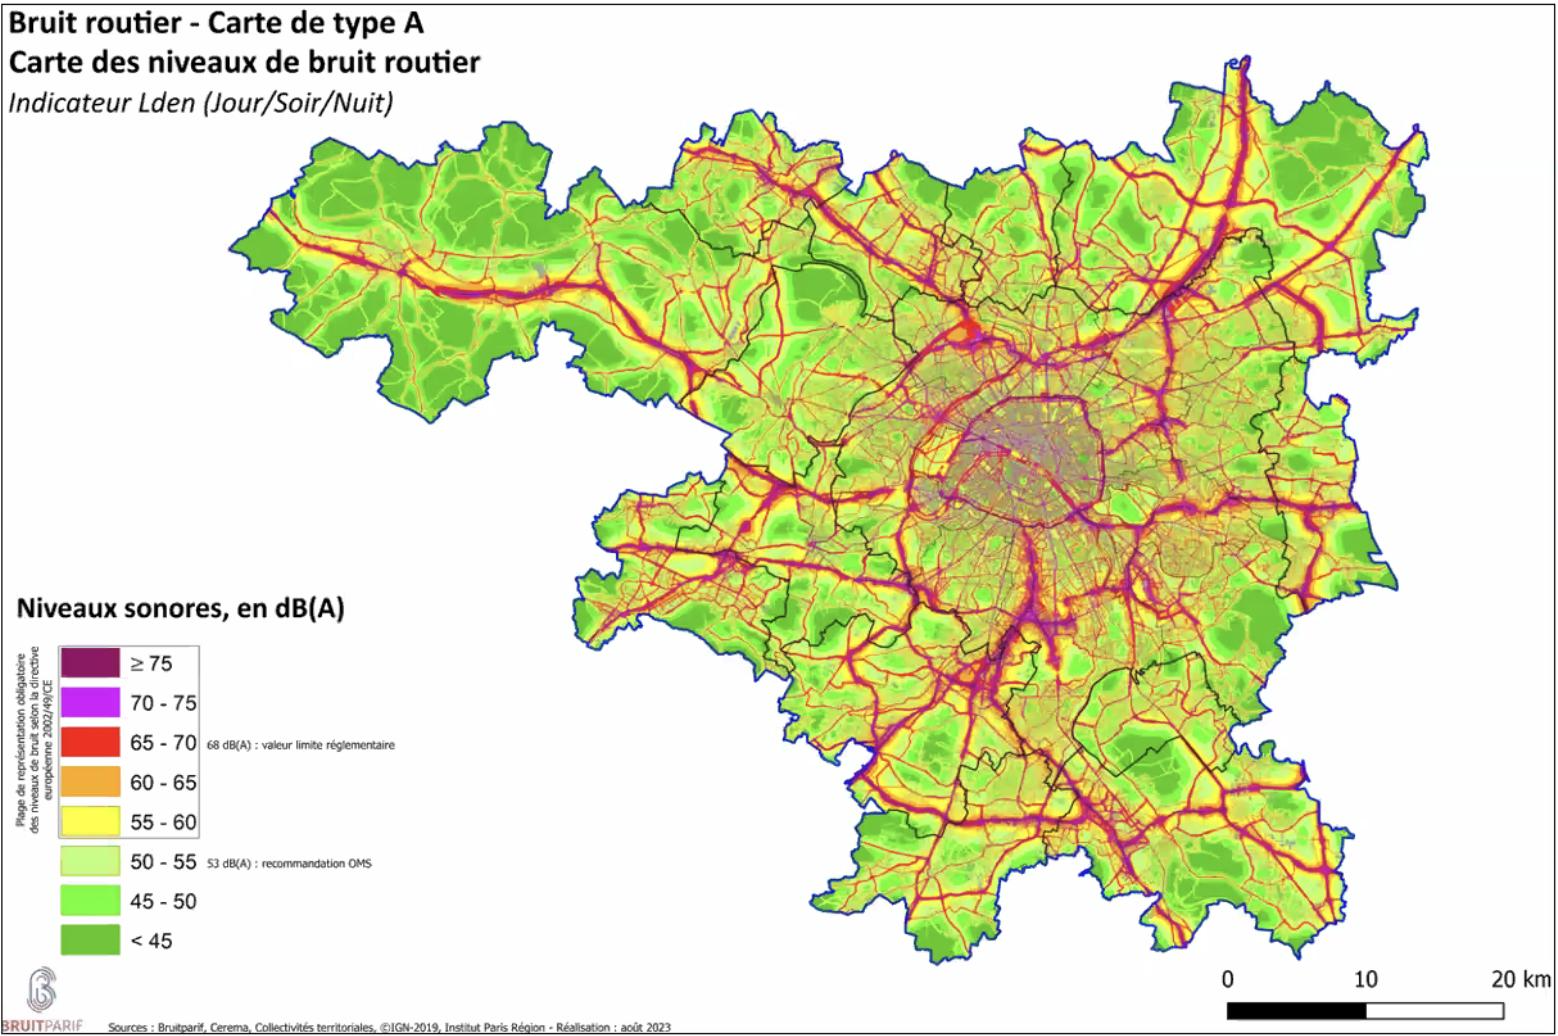 Bruit routier - Carte de type A
Carte des niveaux de bruit routier
Indicateur Lden (Jour/Soir/Nuit)
Niveaux sonores, en dB(A)
Plage de représentation obligatoire
des niveaux de bruit selon la directive
européenne 2002/49/CE
≥ 75
70 - 75
65 - 70 68 dB(A) : valeur limite réglementaire
60 - 65
55 - 60
50 - 55 53 dB(A) : recommandation OMS
45 - 50
< 45
BRUITPARIF
Sources : Bruitparif, Cerema, Collectivités territoriales, ©IGN-2019, Institut Paris Région - Réalisation : août 2023
0 10 20 km